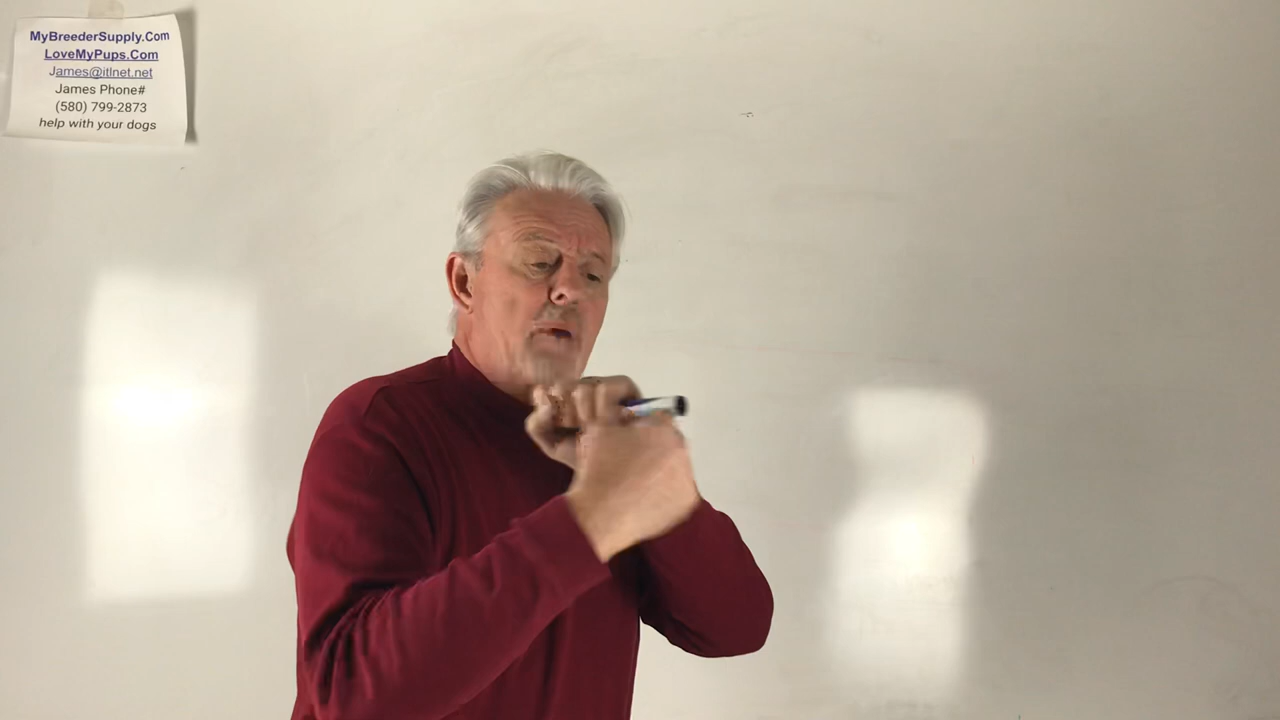 MyBreederSupply.Com
LoveMyPups.Com
James@itlnet.net
James Phone#
(580) 799-2873
help with your dogs